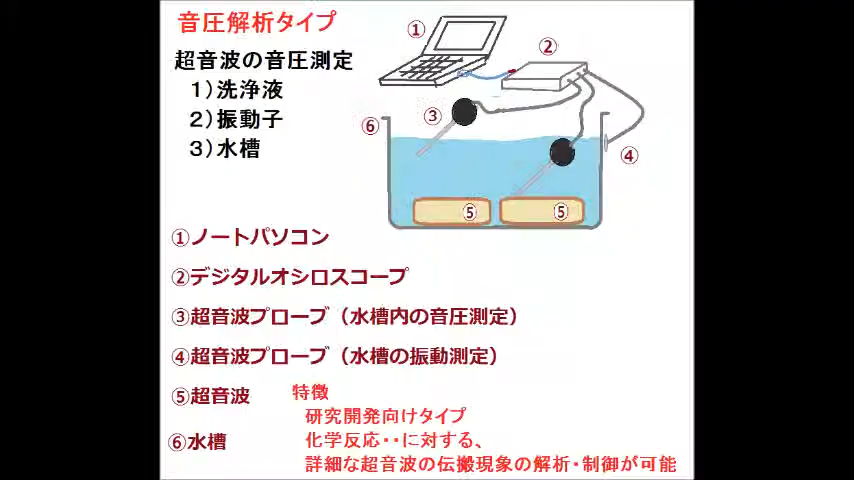 音圧解析タイプ
超音波の音圧測定
1)洗浄液
2)振動子
3)水槽
①
②
③
⑥
④
⑤
⑤
①ノートパソコン
②デジタルオシロスコープ
③超音波プローブ(水槽内の音圧測定)
④超音波プローブ(水槽の振動測定)
⑤超音波
⑥水槽
特徴
研究開発向けタイプ
化学反応・・に対する、
詳細な超音波の伝搬現象の解析・制御が可能